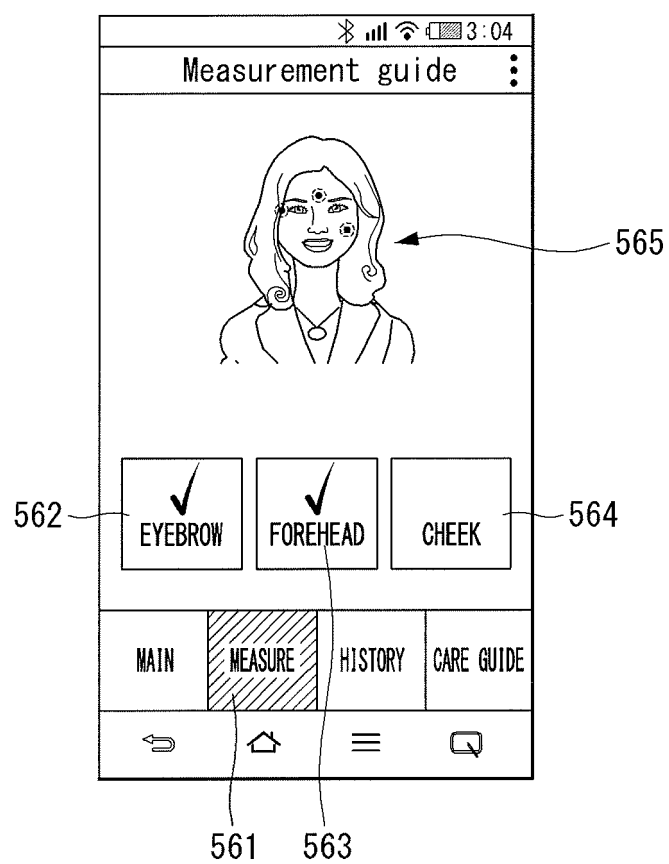 3:04
Measurement guide
565
562
EYEBROW
FOREHEAD
CHEEK
564
MAIN
MEASURE
HISTORY
CARE GUIDE
561
563